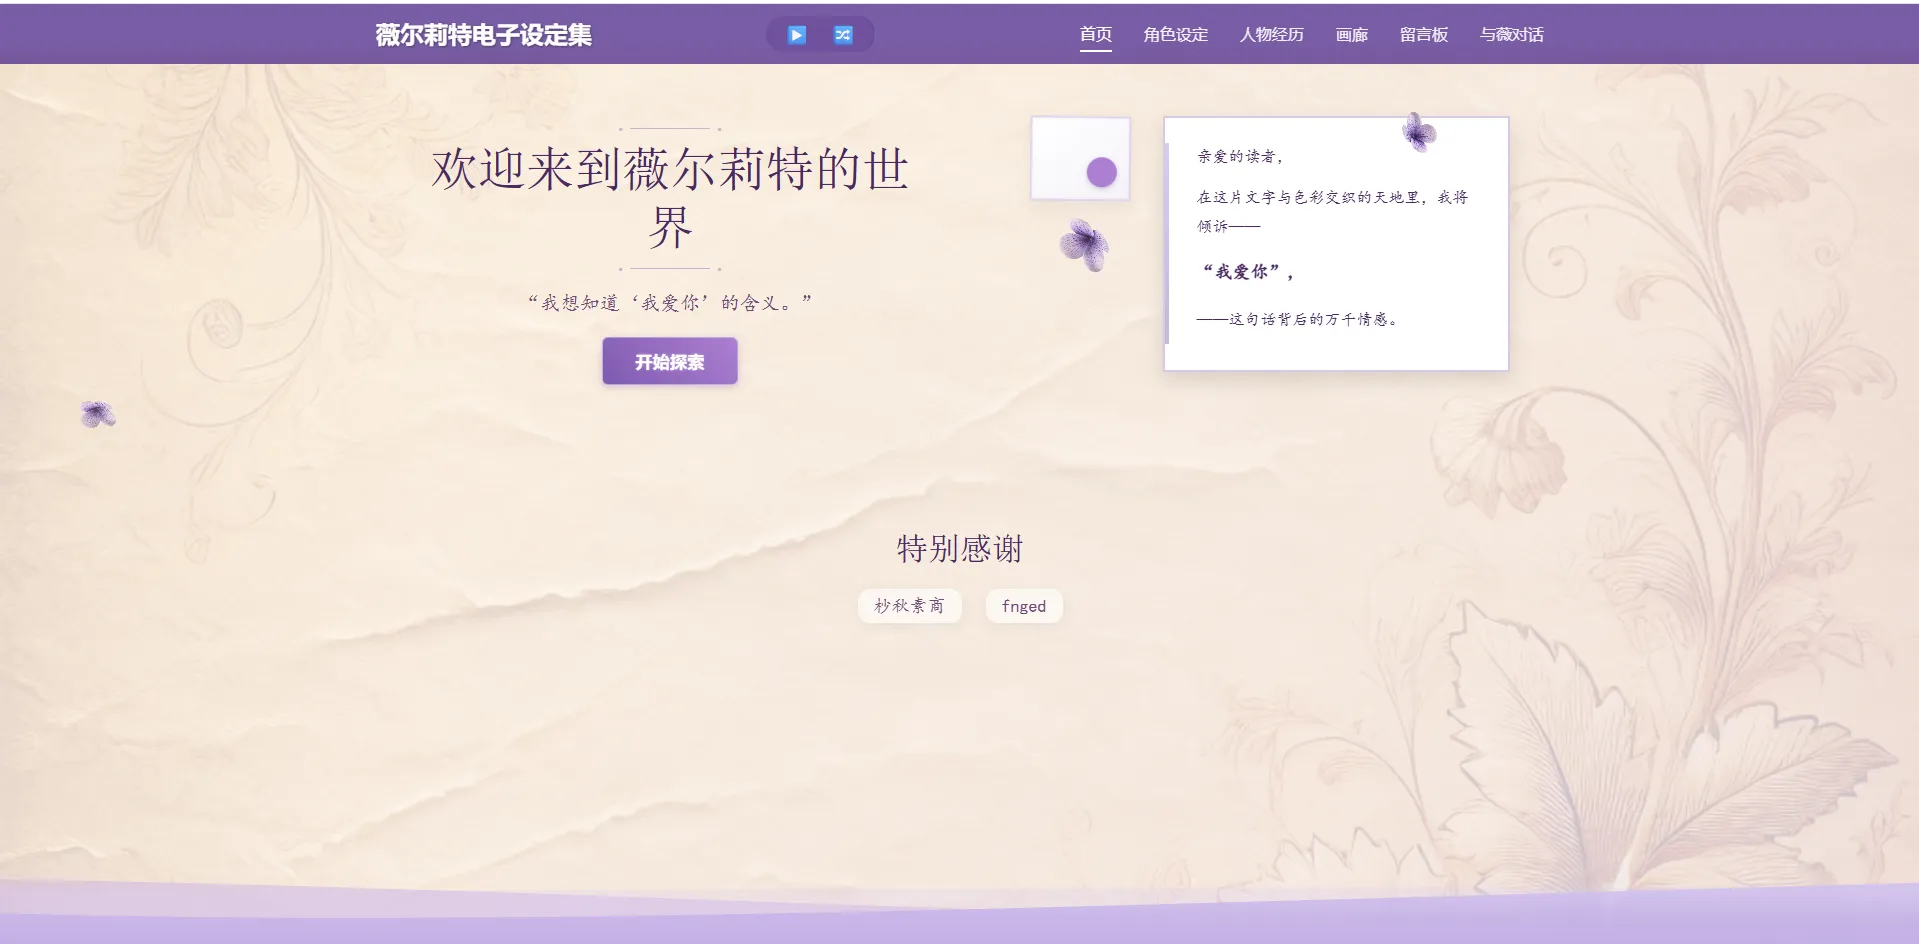 薇尔莉特电子设定集
首页 角色设定 人物经历 画廊 留言板 与薇对话
欢迎来到薇尔莉特的世
界
“我想知道‘我爱你’的含义。”
开始探索
亲爱的读者，
在这片文字与色彩交织的天地里，我将
倾诉——
“我爱你”，
——这句话背后的万千情感。
特别感谢
杪秋素商 fnged